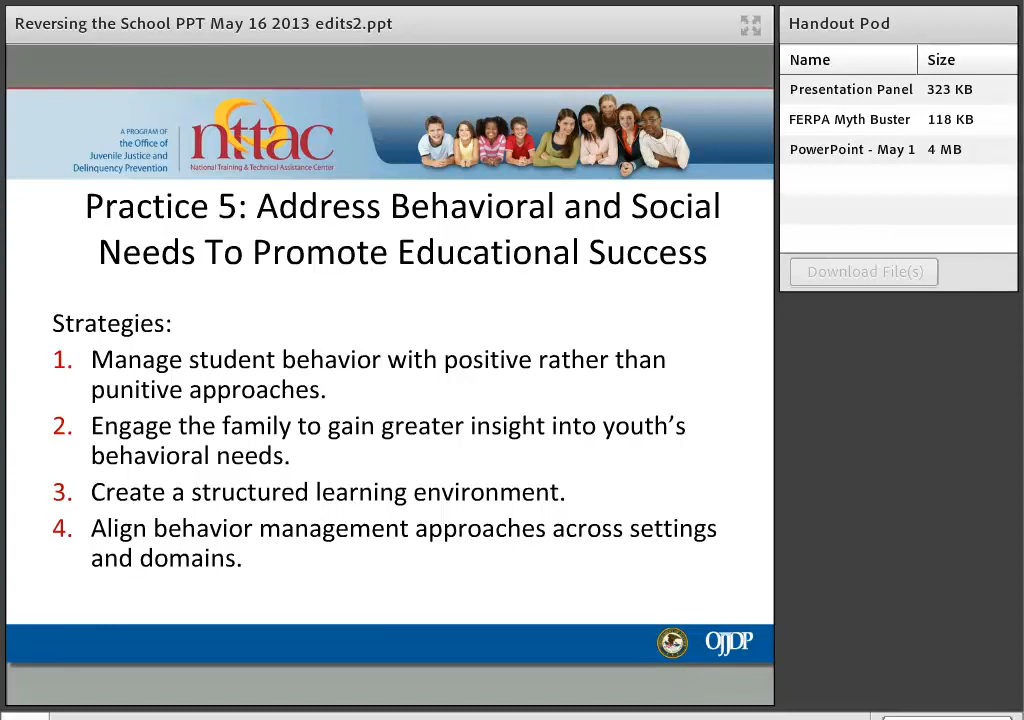 Reversing the School PPT May 16 2013 edits2.ppt
A PROGRAM OF
the Office of
Juvenile Justice and
Delinquency Prevention
nttac
National Training & Technical Assistance Center
Practice 5: Address Behavioral and Social
Needs To Promote Educational Success
Strategies:
1. Manage student behavior with positive rather than
punitive approaches.
2. Engage the family to gain greater insight into youth’s
behavioral needs.
3. Create a structured learning environment.
4. Align behavior management approaches across settings
and domains.
OJJDP
Handout Pod
Name Size
Presentation Panel 323 KB
FERPA Myth Buster 118 KB
PowerPoint - May 1 4 MB
Download File(s)